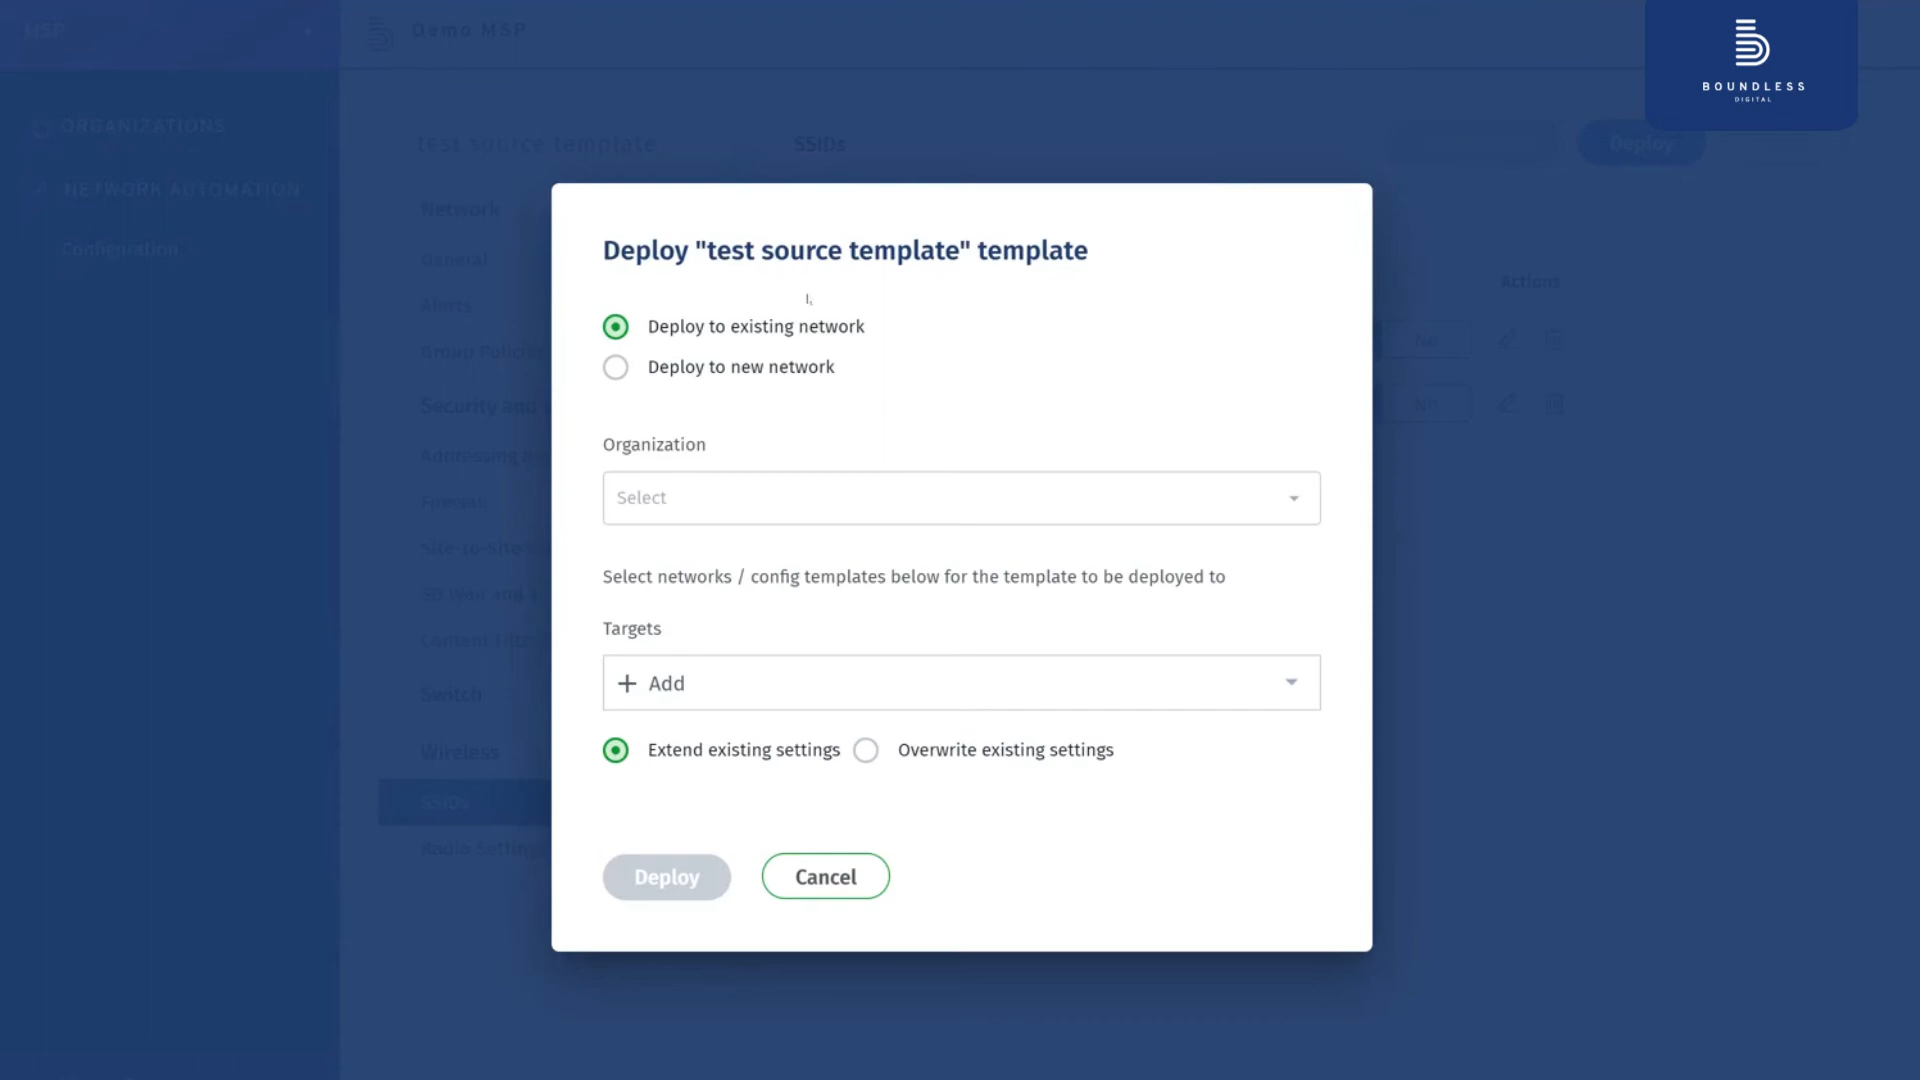 MSP
Demo MSP
BOUNDLESS
DIGITAL
ORGANIZATIONS
NETWORK AUTOMATION
Configuration
test source template
SSIDs
Deploy
Network
General
Alerts
Group Policies
Security and
Addressing
Firewall
Site-to-Site
SD Wan and
Content
Switch
Wireless
SSIDs
Radio Settings
Actions
No
No
Deploy "test source template" template
Deploy to existing network
Deploy to new network
Organization
Select
Select networks / config templates below for the template to be deployed to
Targets
+ Add
Extend existing settings
Overwrite existing settings
Deploy
Cancel